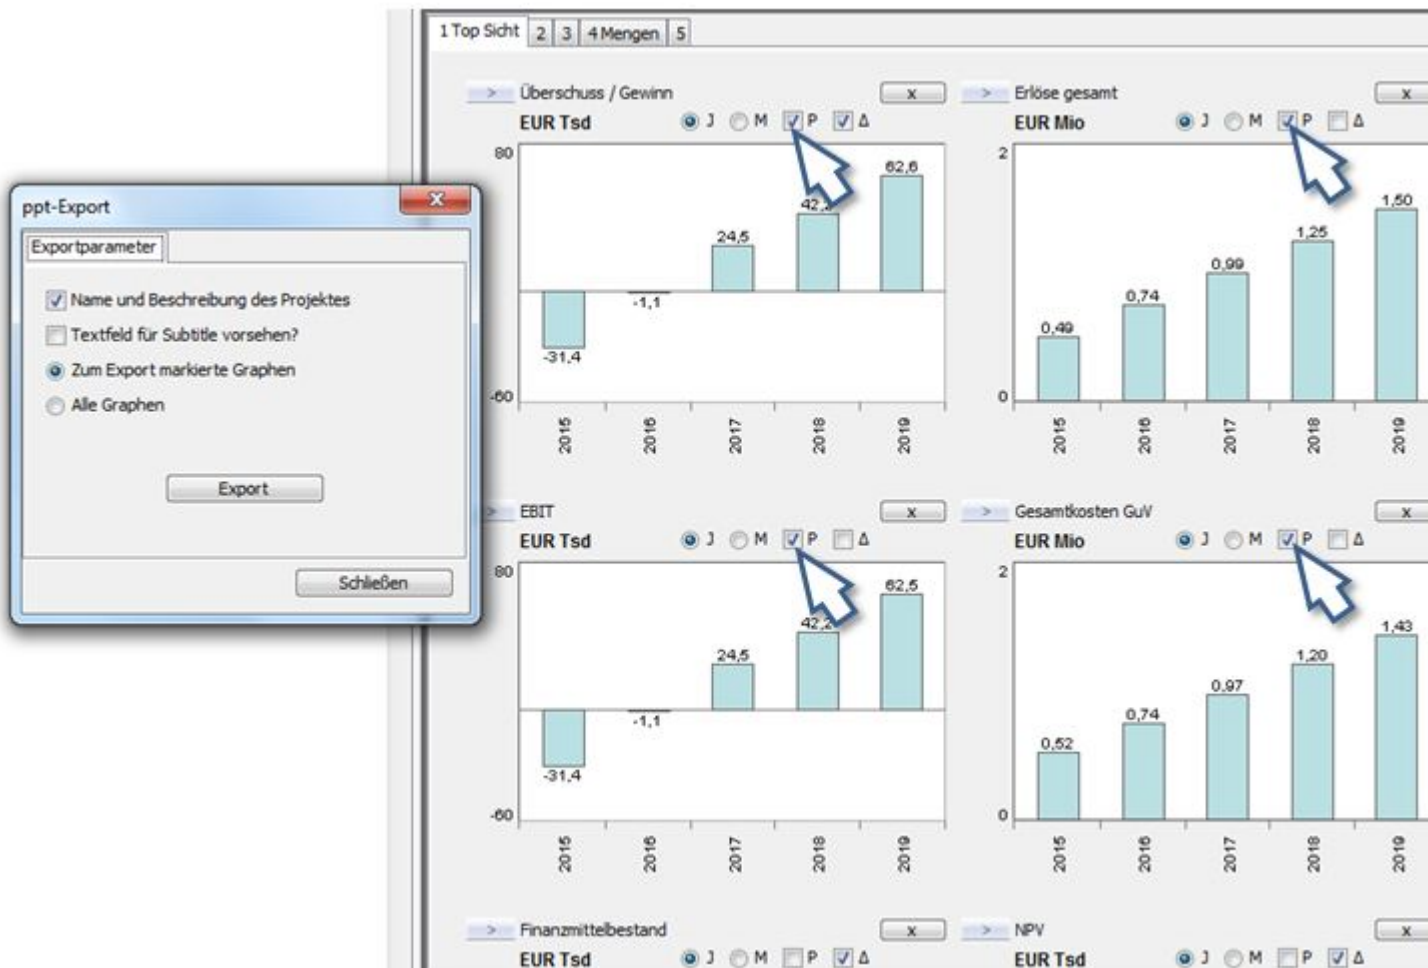 1 Top Sicht 2 3 4 Mengen 5
> Überschuss / Gewinn x
EUR Tsd J M P Δ
80
62,6
42,
24,5
-1,1
-31,4
-60
2015 2016 2017 2018 2019
> Erlöse gesamt x
EUR Mio J M P Δ
2
1,50
1,25
0,99
0,74
0,49
0
2015 2016 2017 2018 2019
ppt-Export x
Exportparameter
Name und Beschreibung des Projektes
Textfeld für Subtitle vorsehen?
Zum Export markierte Graphen
Alle Graphen
Export
Schließen
> EBIT x
EUR Tsd J M P Δ
80
62,5
42,2
24,5
-1,1
-31,4
-60
2015 2016 2017 2018 2019
> Gesamtkosten GuV x
EUR Mio J M P Δ
2
1,43
1,20
0,97
0,74
0,52
0
2015 2016 2017 2018 2019
> Finanzmittelbestand x
EUR Tsd J M P Δ
> NPV x
EUR Tsd J M P Δ